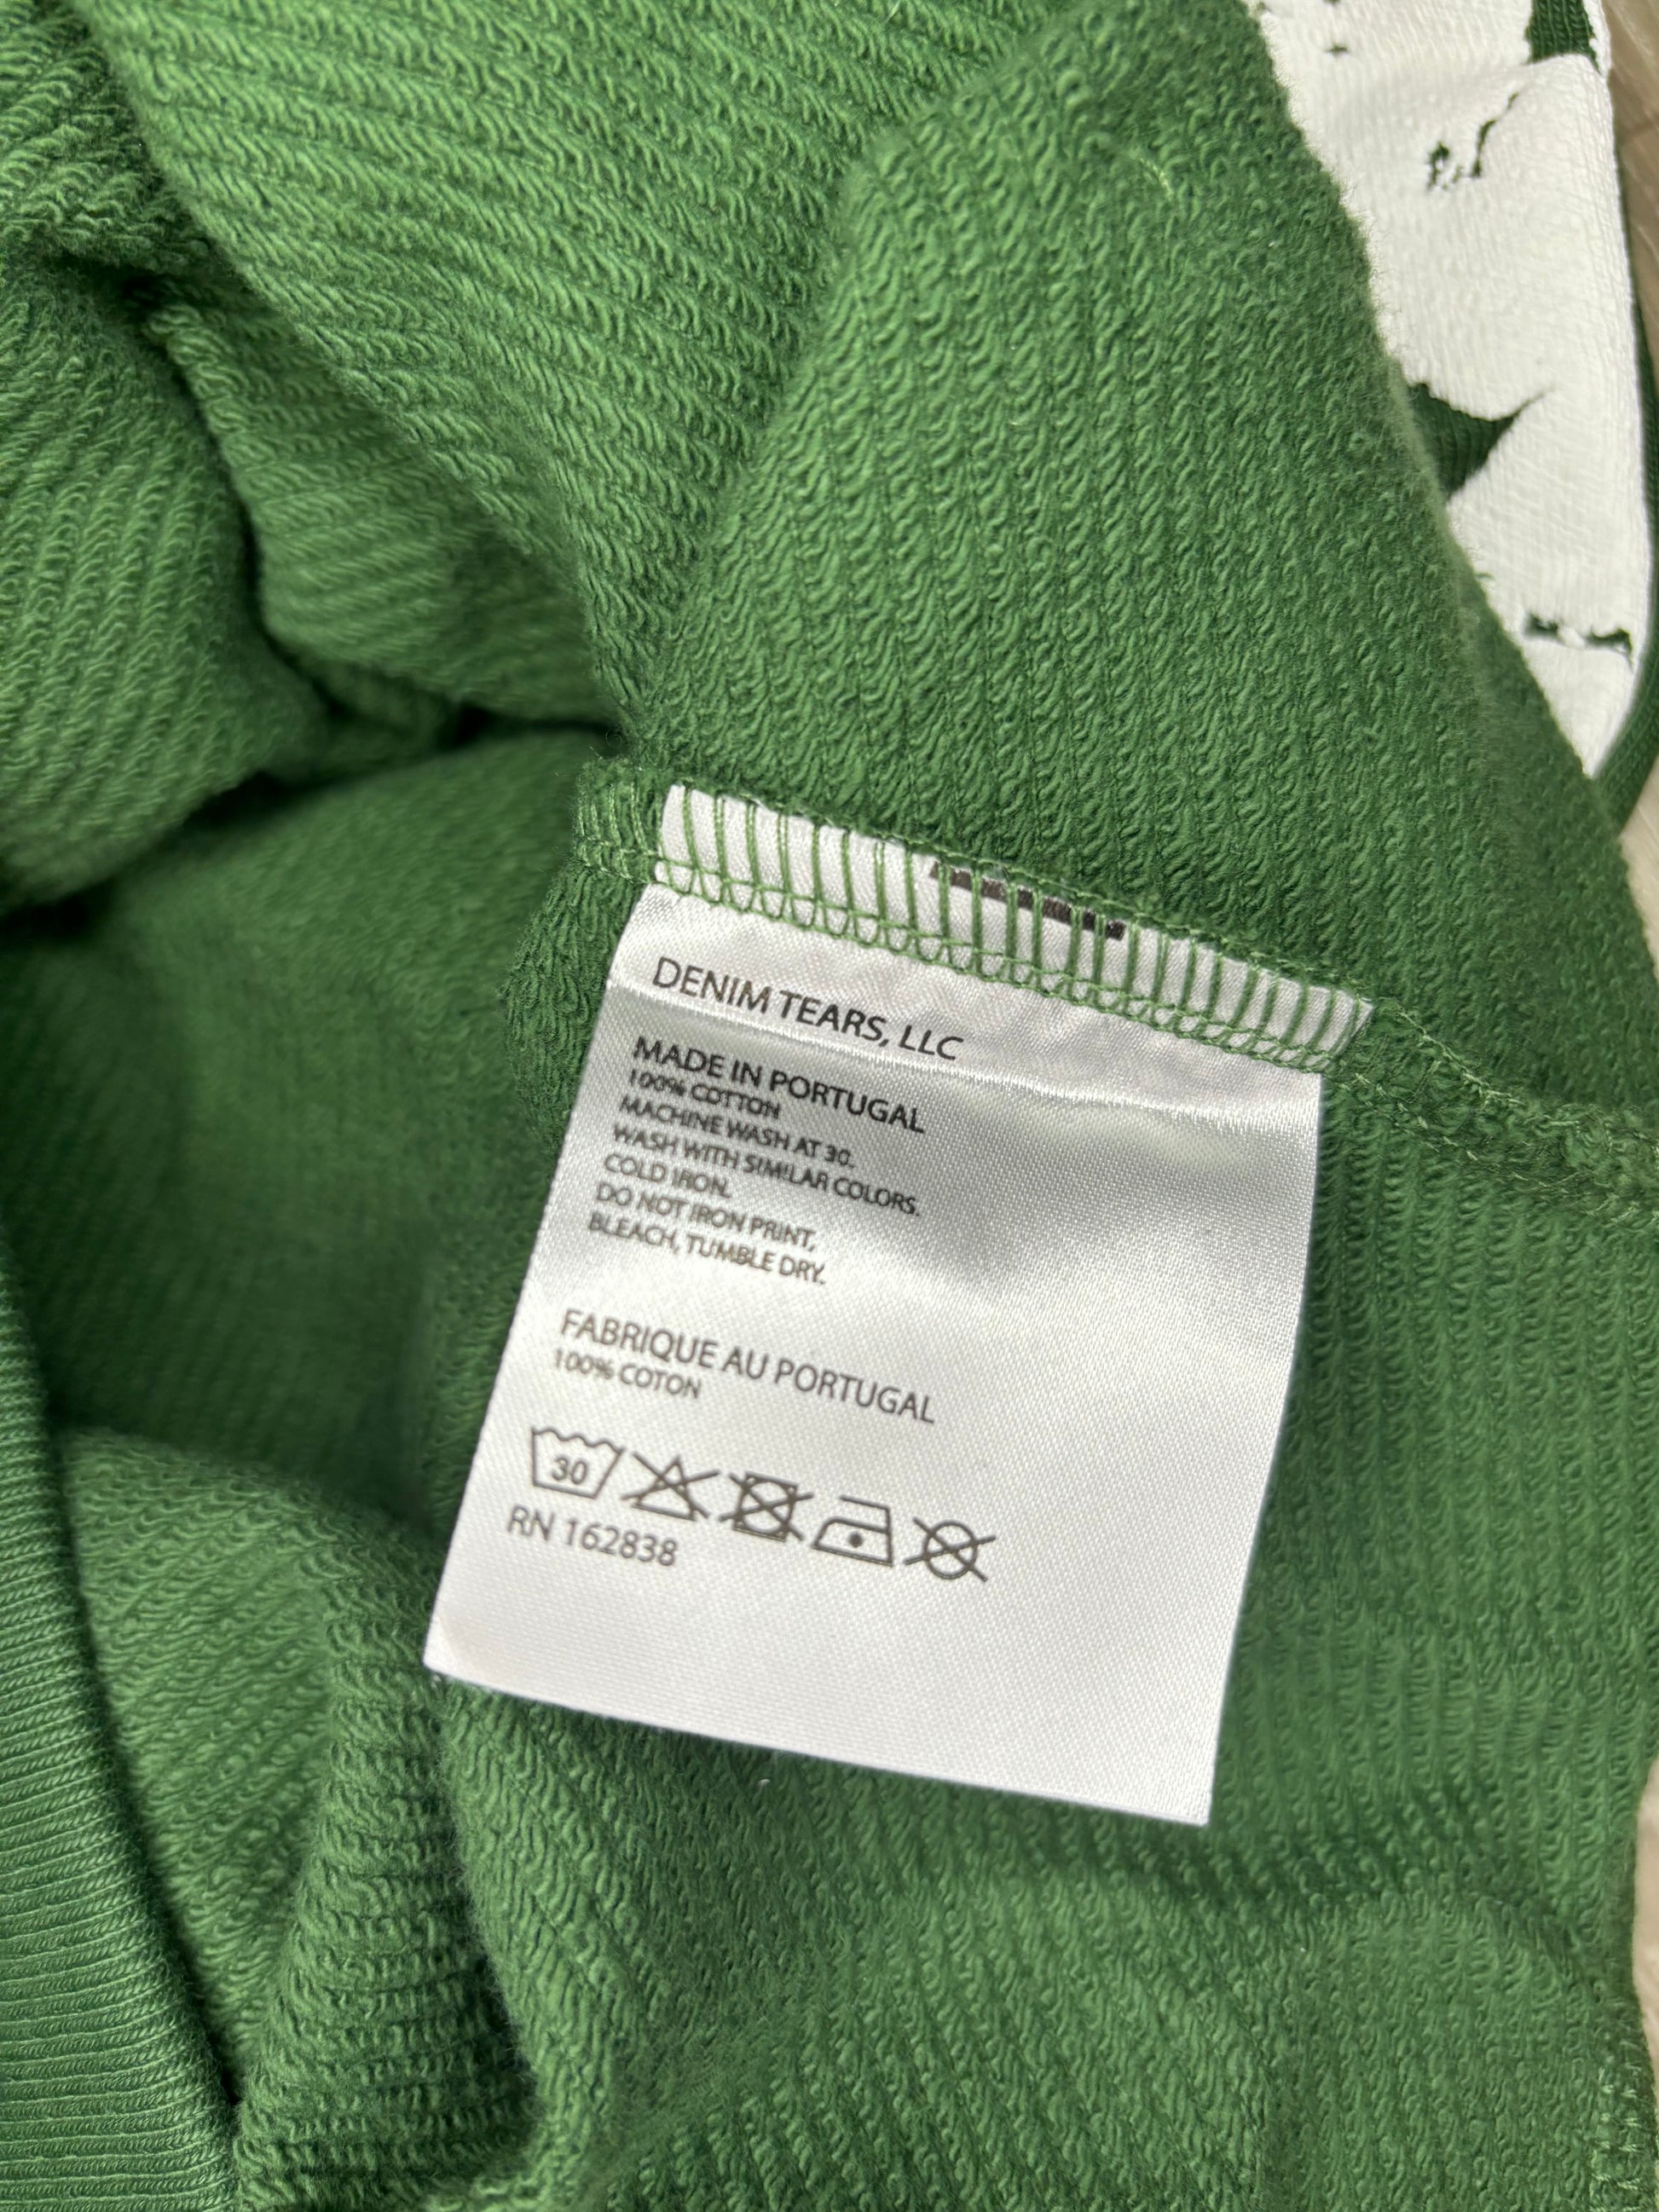 DENIM TEARS, LLC
MADE IN PORTUGAL
100% COTTON
MACHINE WASH AT 30.
WASH WITH SIMILAR COLORS.
COLD IRON.
DO NOT IRON PRINT,
BLEACH, TUMBLE DRY.
FABRIQUE AU PORTUGAL
100% COTON
30
RN 162838